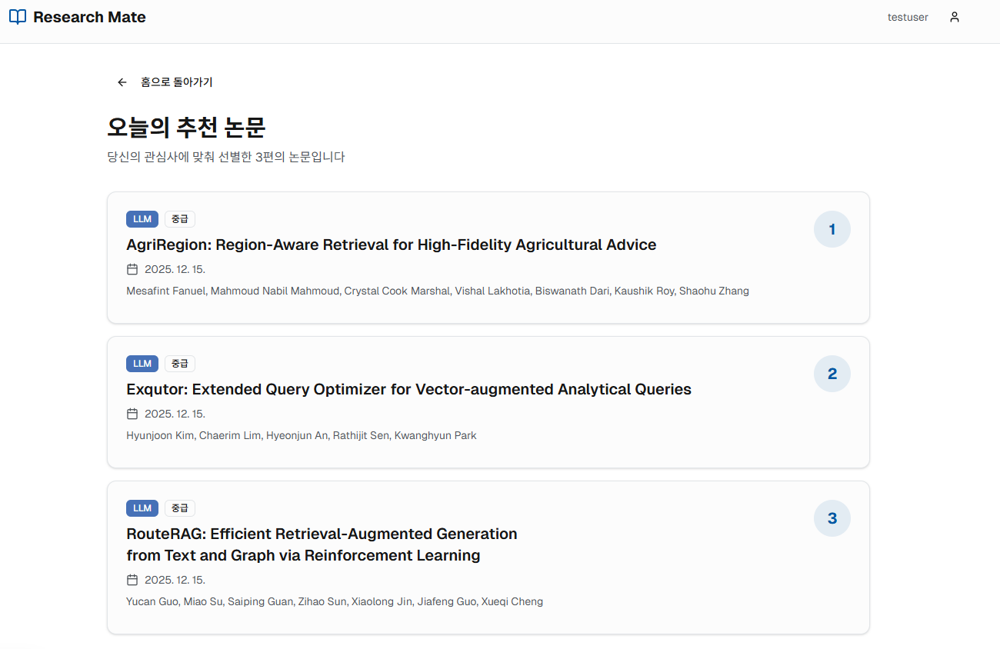 Research Mate
testuser
홈으로 돌아가기
오늘의 추천 논문
당신의 관심사에 맞춰 선별한 3편의 논문입니다
LLM 중급
1
AgriRegion: Region-Aware Retrieval for High-Fidelity Agricultural Advice
2025. 12. 15.
Mesafint Fanuel, Mahmoud Nabil Mahmoud, Crystal Cook Marshal, Vishal Lakhotia, Biswanath Dari, Kaushik Roy, Shaohu Zhang
LLM 중급
2
Exqutor: Extended Query Optimizer for Vector-augmented Analytical Queries
2025. 12. 15.
Hyunjoon Kim, Chaerim Lim, Hyeonjun An, Rathijit Sen, Kwanghyun Park
LLM 중급
3
RouteRAG: Efficient Retrieval-Augmented Generation
from Text and Graph via Reinforcement Learning
2025. 12. 15.
Yucan Guo, Miao Su, Saiping Guan, Zihao Sun, Xiaolong Jin, Jiafeng Guo, Xueqi Cheng